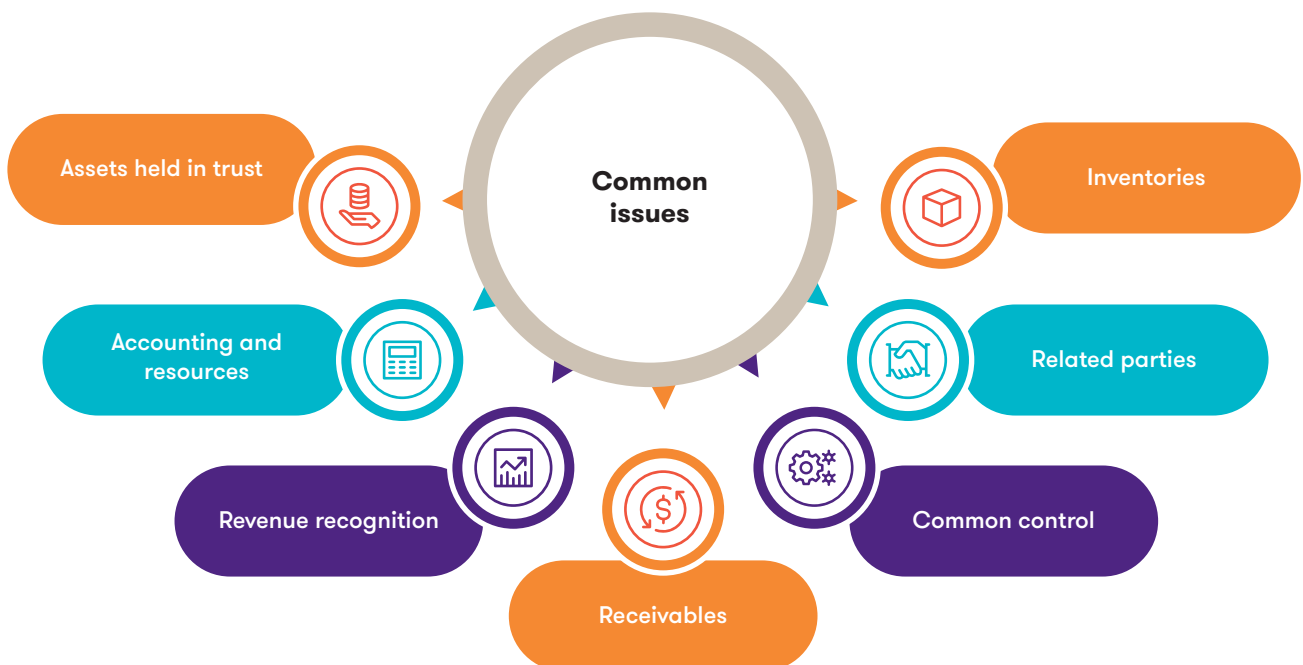 Common
issues
Assets held in trust
Accounting and
resources
Revenue recognition
Receivables
Common control
Related parties
Inventories
$